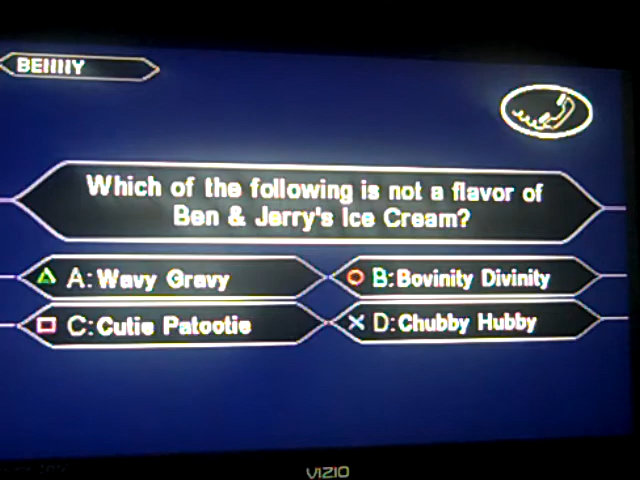 BENNY
Which of the following is not a flavor of
Ben & Jerry's Ice Cream?
A: Wavy Gravy
B: Bovinity Divinity
C: Cutie Patootie
D: Chubby Hubby
VIZIO